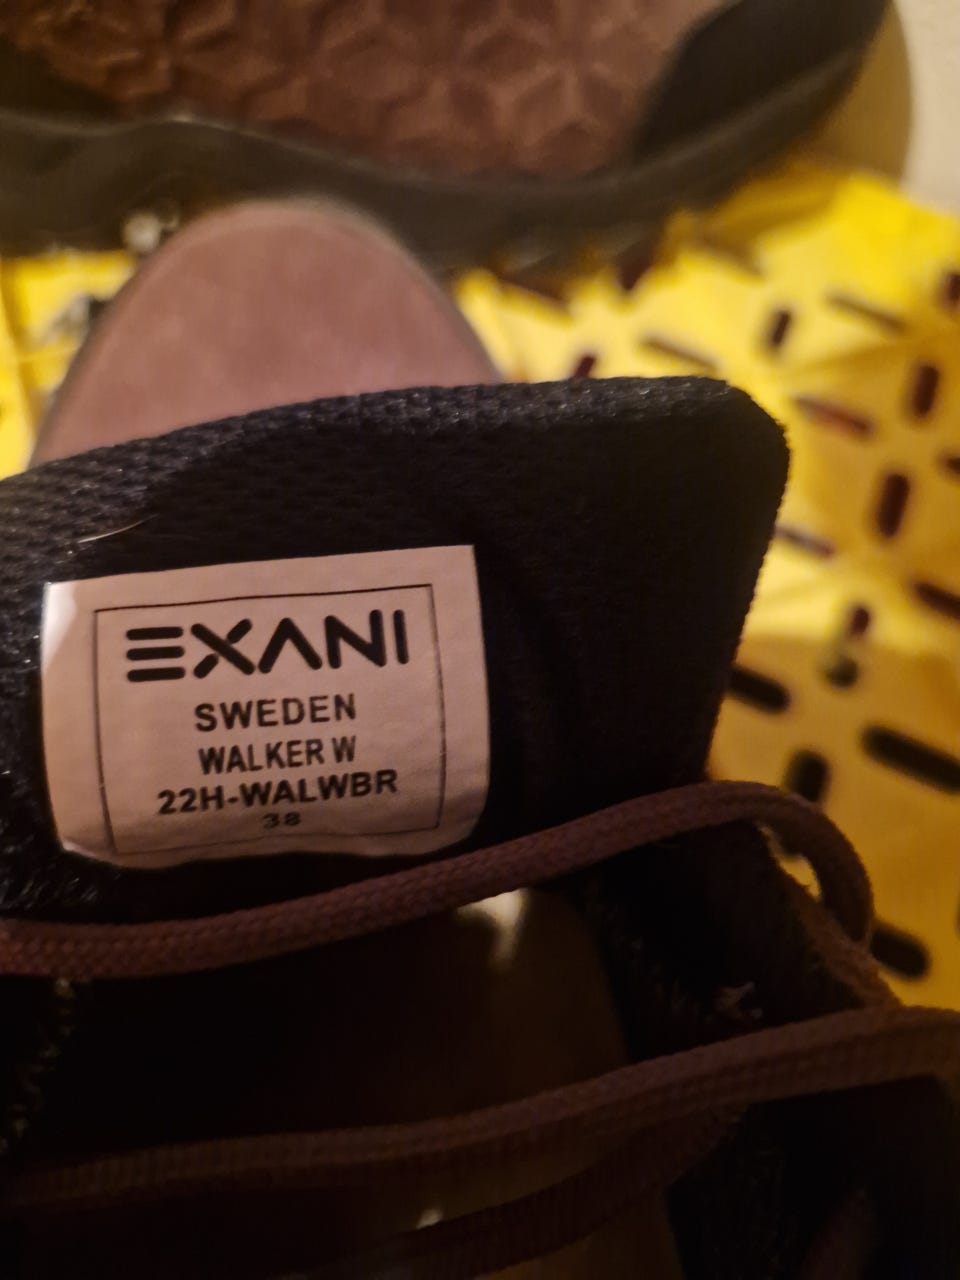 EXANI
SWEDEN
WALKER W
22H-WALWBR
38